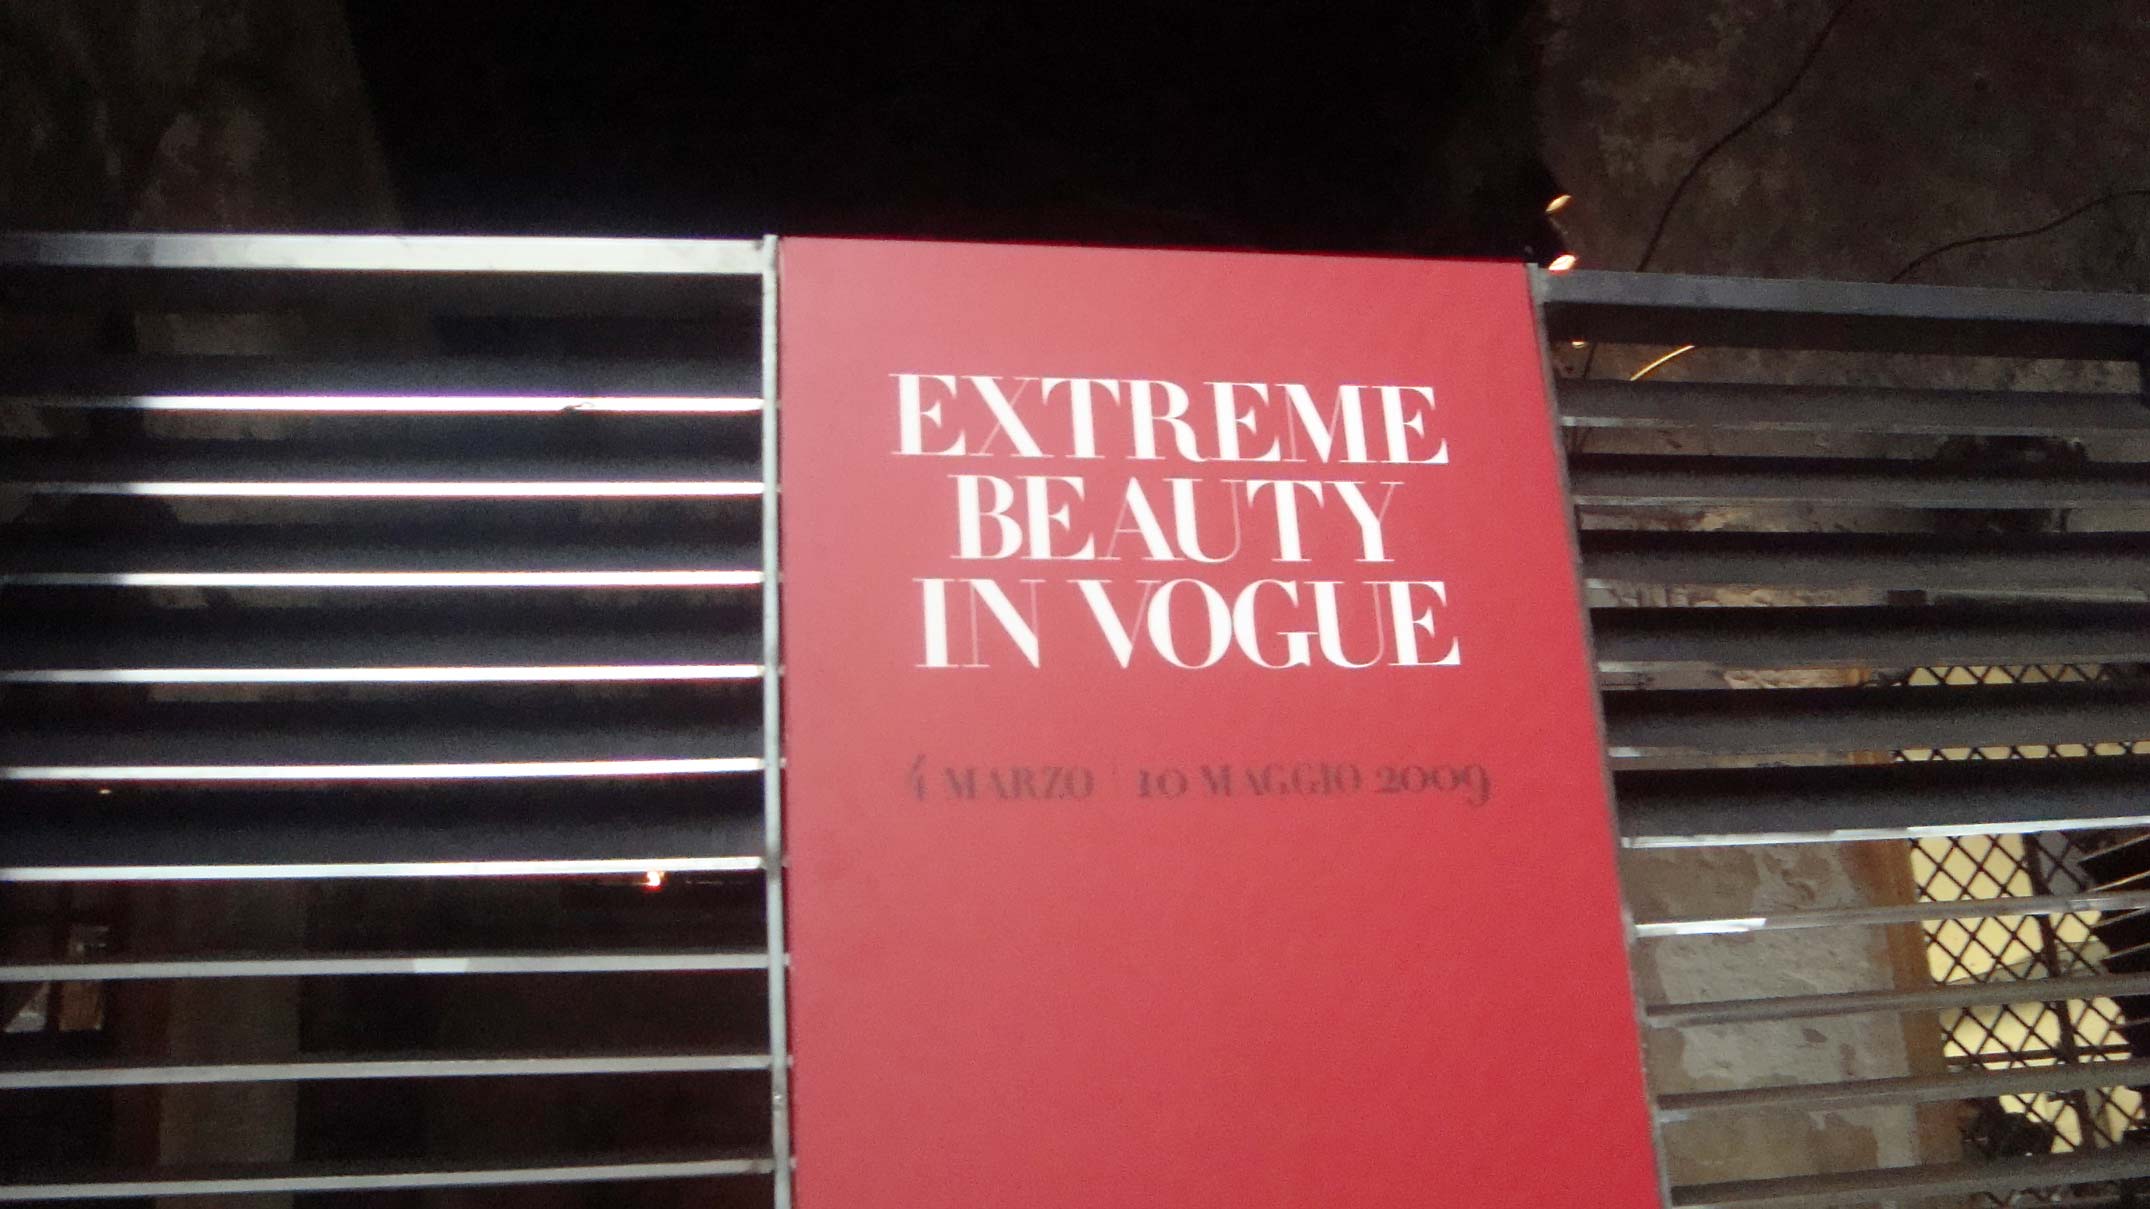 EXTREME
BEAUTY
IN VOGUE
4 MARZO | 10 MAGGIO 2009